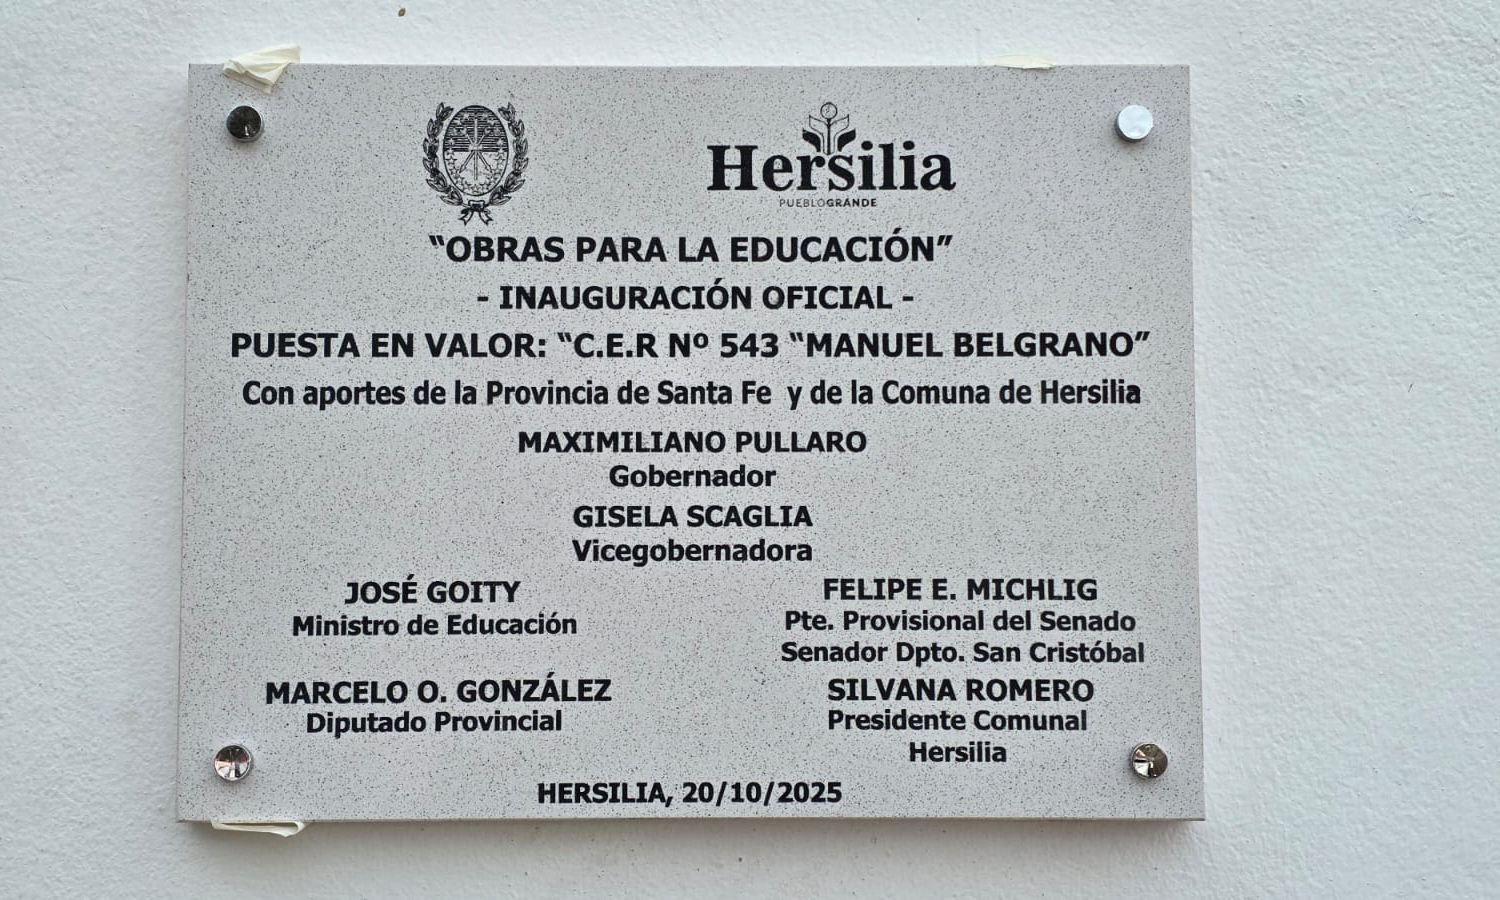 Hersilia
PUEBLOGRANDE
“OBRAS PARA LA EDUCACIÓN”
- INAUGURACIÓN OFICIAL -
PUESTA EN VALOR: “C.E.R Nº 543 “MANUEL BELGRANO”
Con aportes de la Provincia de Santa Fe y de la Comuna de Hersilia
MAXIMILIANO PULLARO
Gobernador
GISELA SCAGLIA
Vicegobernadora
JOSÉ GOITY
Ministro de Educación
FELIPE E. MICHLIG
Pte. Provisional del Senado
Senador Dpto. San Cristóbal
MARCELO O. GONZÁLEZ
Diputado Provincial
SILVANA ROMERO
Presidente Comunal
Hersilia
HERSILIA, 20/10/2025